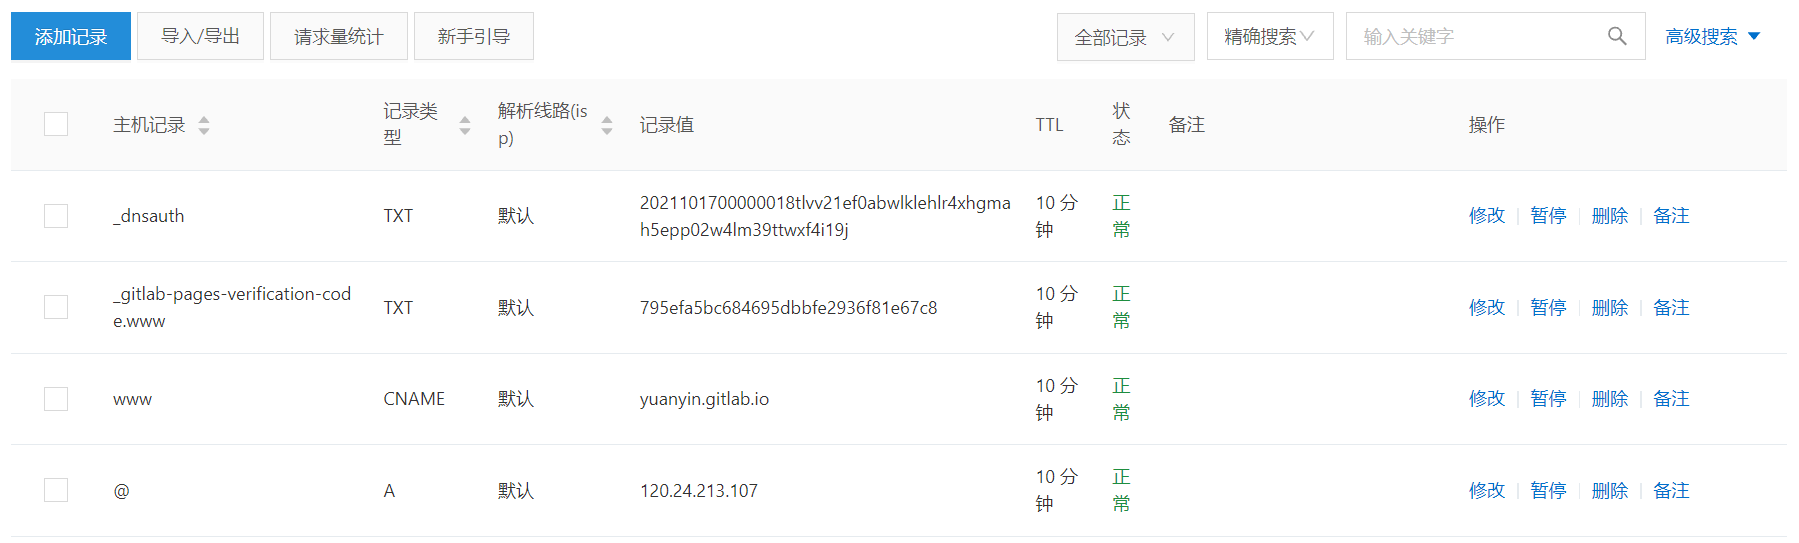 添加记录 导入/导出 请求量统计 新手引导 全部记录 精确搜索 输入关键字 高级搜索
主机记录 记录类型 解析线路(isp) 记录值 TTL 状态 备注 操作
_dnsauth TXT 默认 2021101700000018tlvv21ef0abwlklehlr4xhgma 10 分 正
h5epp02w4lm39ttwxf4i19j 钟 常 修改 暂停 删除 备注
_gitlab-pages-verification-cod 10 分 正
e.www TXT 默认 795efa5bc684695dbbfe2936f81e67c8 钟 常 修改 暂停 删除 备注
www CNAME 默认 yuanyin.gitlab.io 10 分钟 正常 修改 暂停 删除 备注
@ A 默认 120.24.213.107 10 分钟 正常 修改 暂停 删除 备注